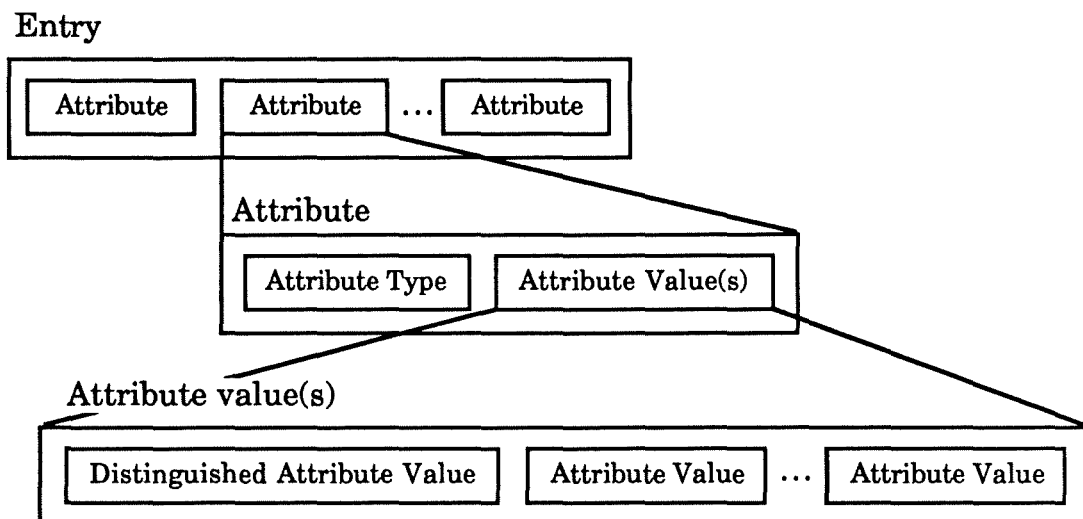 Entry
Attribute Attribute ... Attribute
Attribute
Attribute Type Attribute Value(s)
Attribute value(s)
Distinguished Attribute Value Attribute Value ... Attribute Value